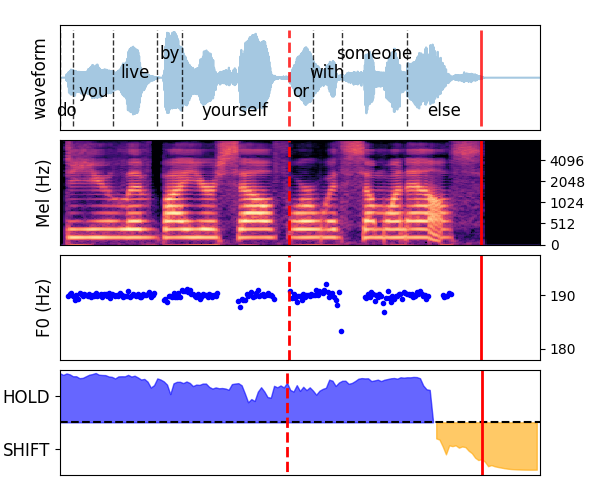 waveform
do
you
live
by
yourself
or
with
someone
else
Mel (Hz)
4096
2048
1024
512
0
F0 (Hz)
190
180
HOLD
SHIFT